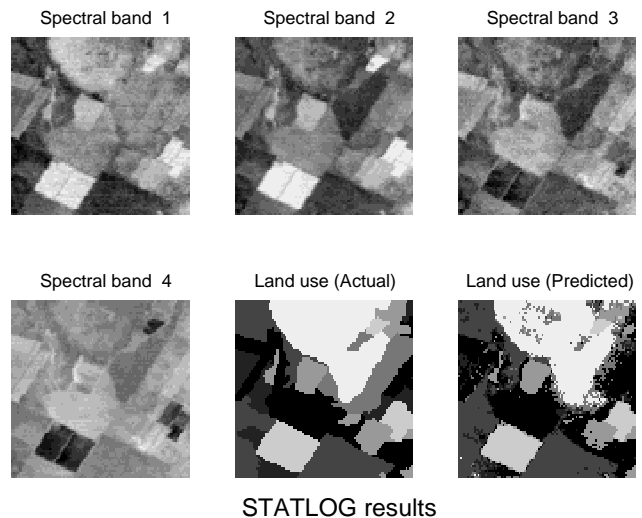 Spectral band 1
Spectral band 2
Spectral band 3
Spectral band 4
Land use (Actual)
Land use (Predicted)
STATLOG results